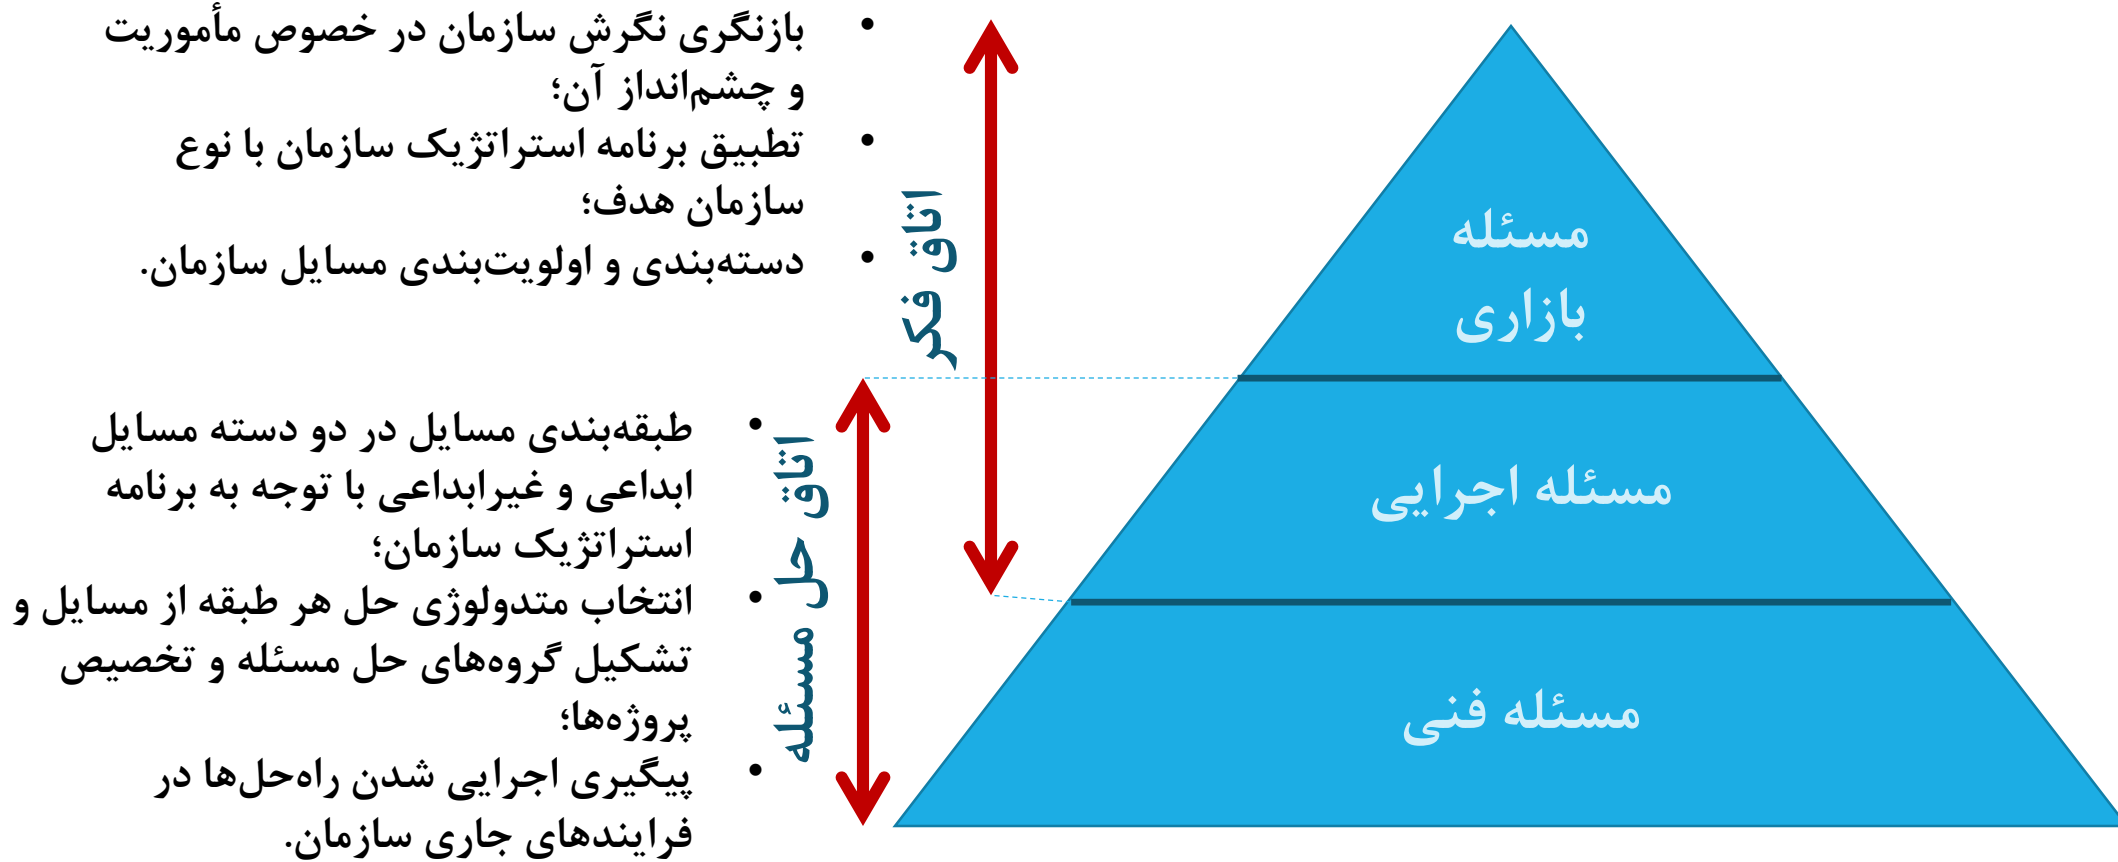 • بازنگری نگرش سازمان در خصوص مأموریت
و چشم‌انداز آن؛
• تطبیق برنامه استراتژیک سازمان با نوع
سازمان هدف؛
• دسته‌بندی و اولویت‌بندی مسایل سازمان.
اتاق فکر
• طبقه‌بندی مسایل در دو دسته مسایل
ابداعی و غیرابداعی با توجه به برنامه
استراتژیک سازمان؛
• انتخاب متدولوژی حل هر طبقه از مسایل و
تشکیل گروه‌های حل مسئله و تخصیص
پروژه‌ها؛
• پیگیری اجرایی شدن راه‌حل‌ها در
فرایندهای جاری سازمان.
اتاق حل مسئله
مسئله
بازاری
مسئله اجرایی
مسئله فنی